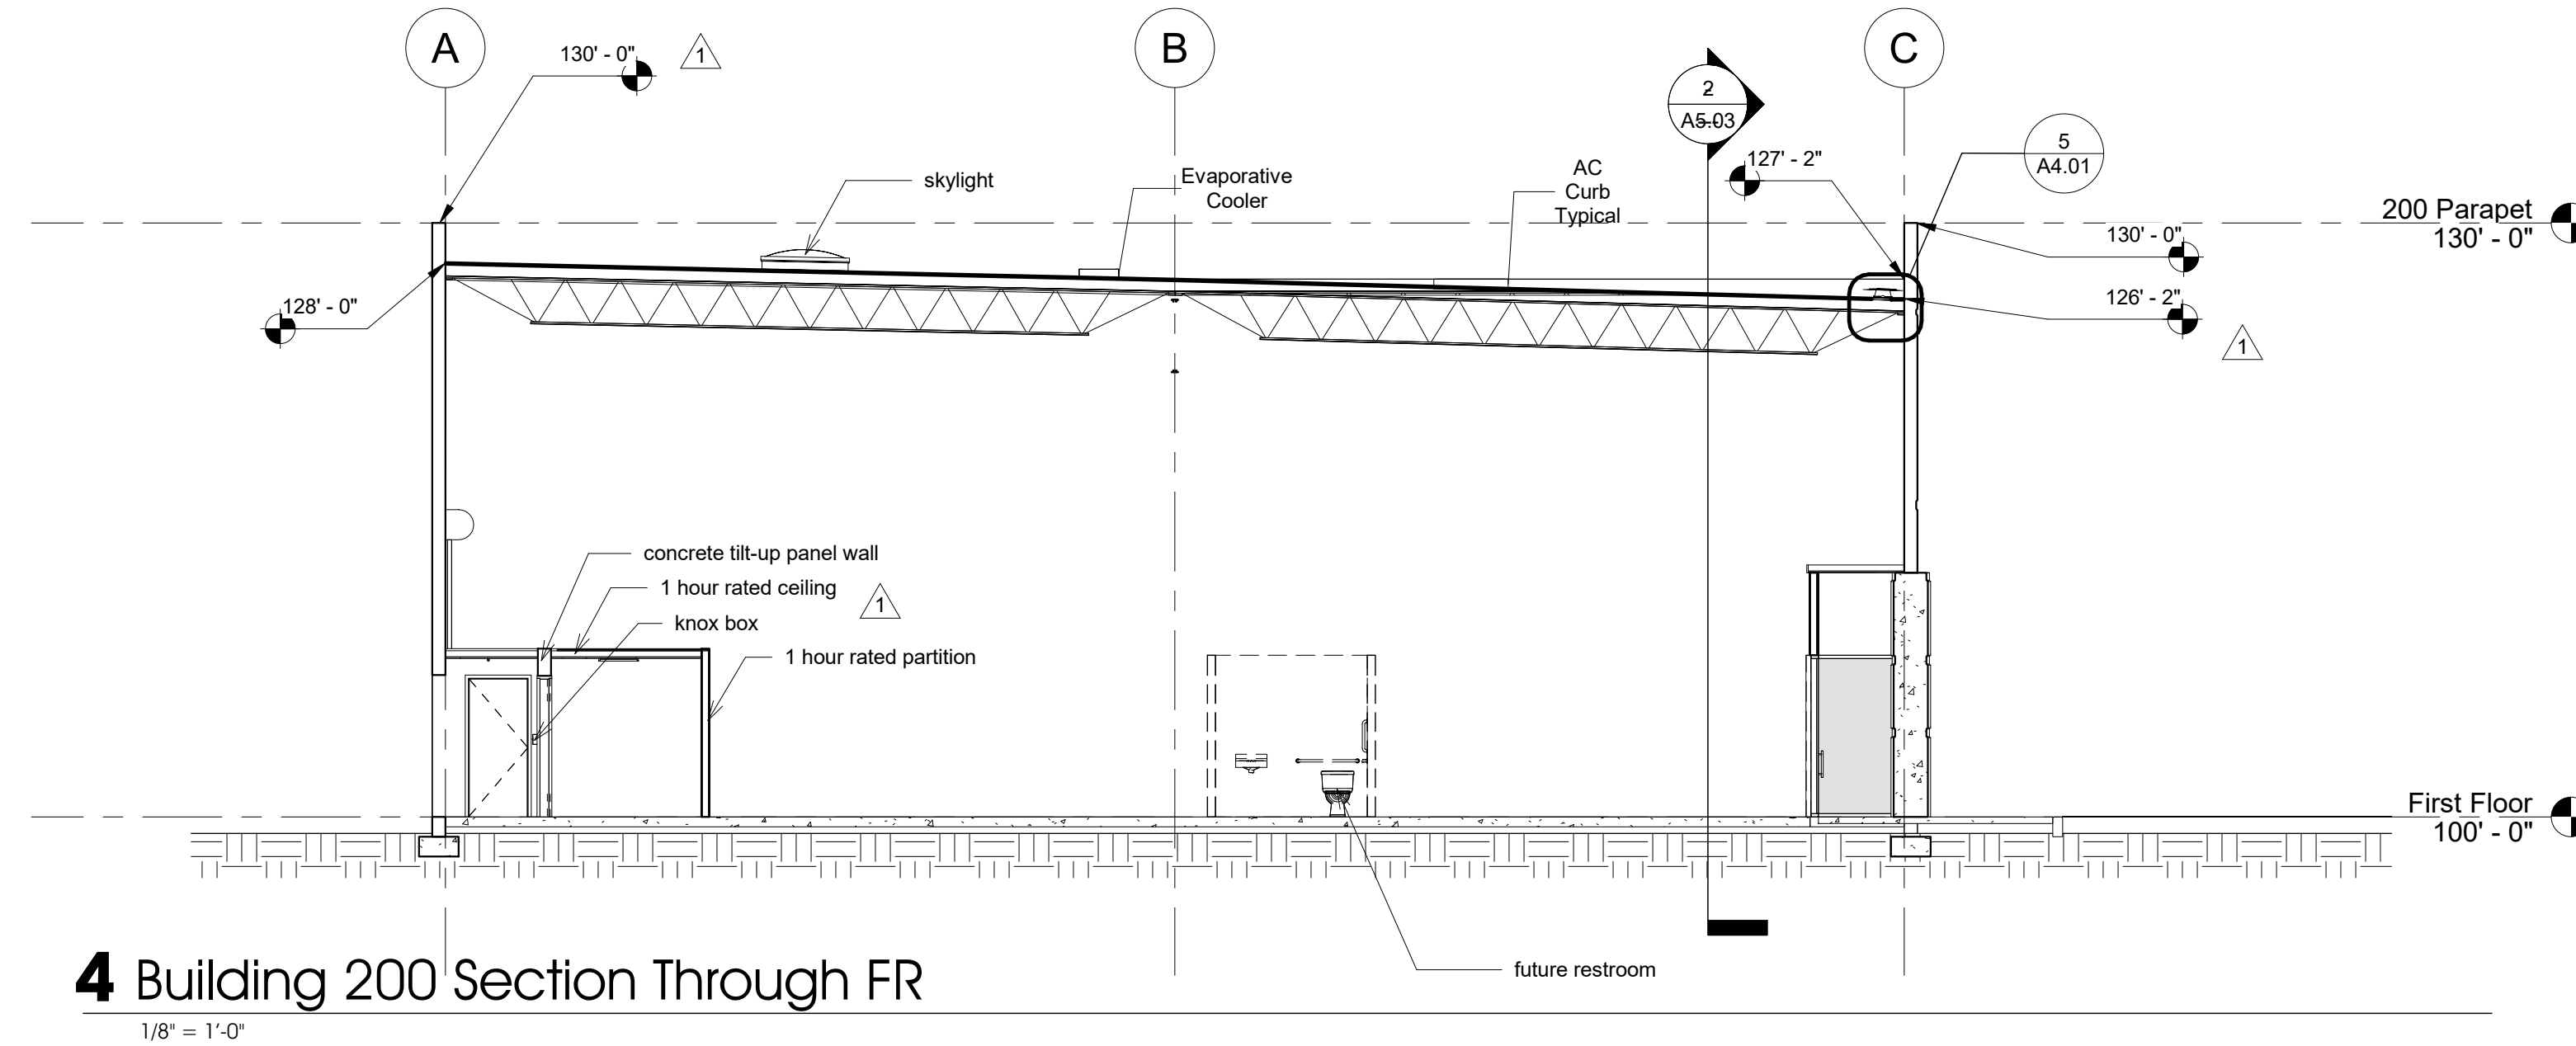 A
B
C
130' - 0"
1
2
A5.03
127' - 2"
5
A4.01
skylight
Evaporative
Cooler
AC
Curb
Typical
200 Parapet
130' - 0"
130' - 0"
128' - 0"
126' - 2"
1
concrete tilt-up panel wall
1 hour rated ceiling
1
knox box
1 hour rated partition
First Floor
100' - 0"
future restroom
4 Building 200 Section Through FR
1/8" = 1'-0"